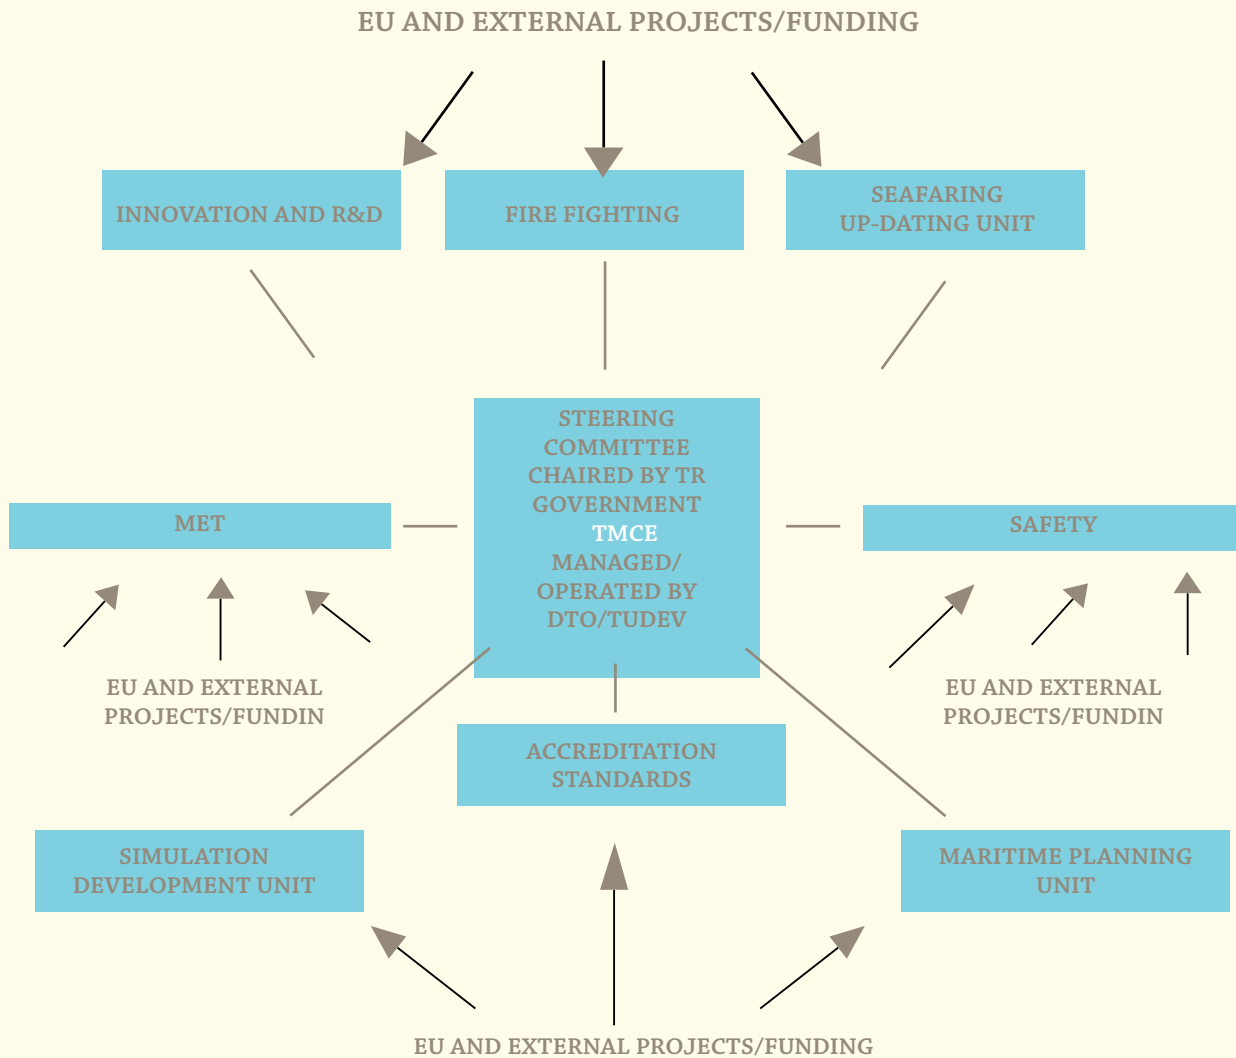 EU AND EXTERNAL PROJECTS/FUNDING
INNOVATION AND R&D
FIRE FIGHTING
SEAFARING
UP-DATING UNIT
STEERING
COMMITTEE
CHAIRED BY TR
GOVERNMENT
TMCE
MANAGED/
OPERATED BY
DTO/TUDEV
MET
SAFETY
EU AND EXTERNAL
PROJECTS/FUNDIN
EU AND EXTERNAL
PROJECTS/FUNDIN
ACCREDITATION
STANDARDS
SIMULATION
DEVELOPMENT UNIT
MARITIME PLANNING
UNIT
EU AND EXTERNAL PROJECTS/FUNDING